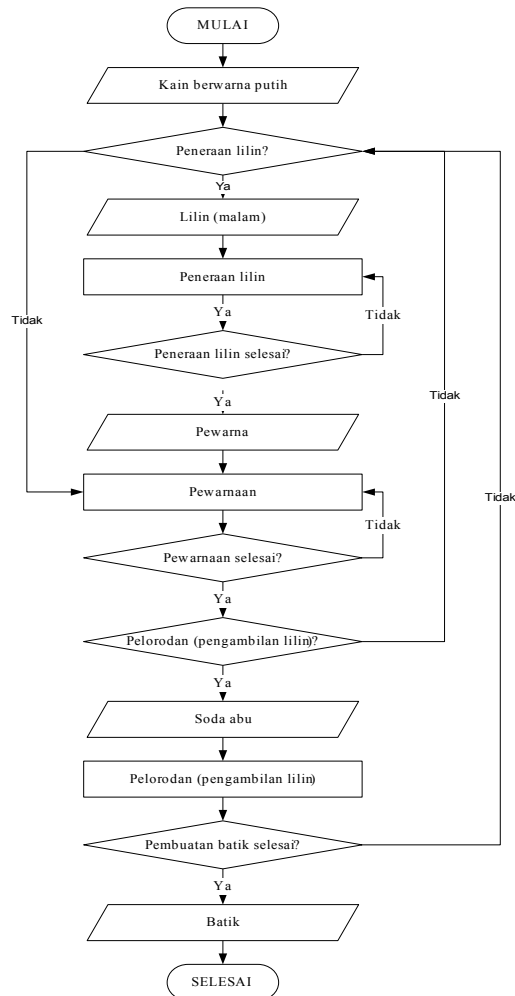 MULAI
Kain berwarna putih
Peneraan lilin?
Ya
Lilin (malam)
Peneraan lilin
Ya
Tidak
Tidak
Peneraan lilin selesai?
Tidak
Ya
Pewarna
Pewarnaan
Tidak
Tidak
Pewarnaan selesai?
Ya
Pelorodan (pengambilan lilin)?
Ya
Soda abu
Pelorodan (pengambilan lilin)
Pembuatan batik selesai?
Ya
Batik
SELESAI